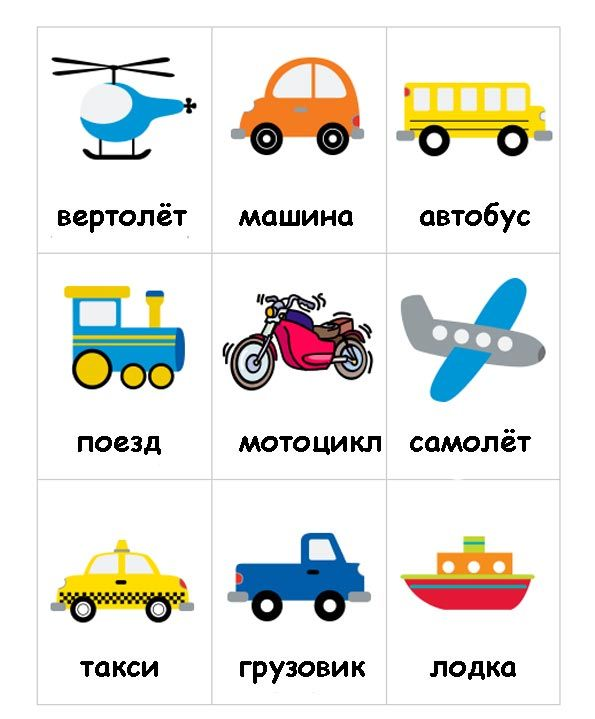 вертолёт
машина
автобус
поезд
мотоцикл
самолёт
такси
грузовик
лодка